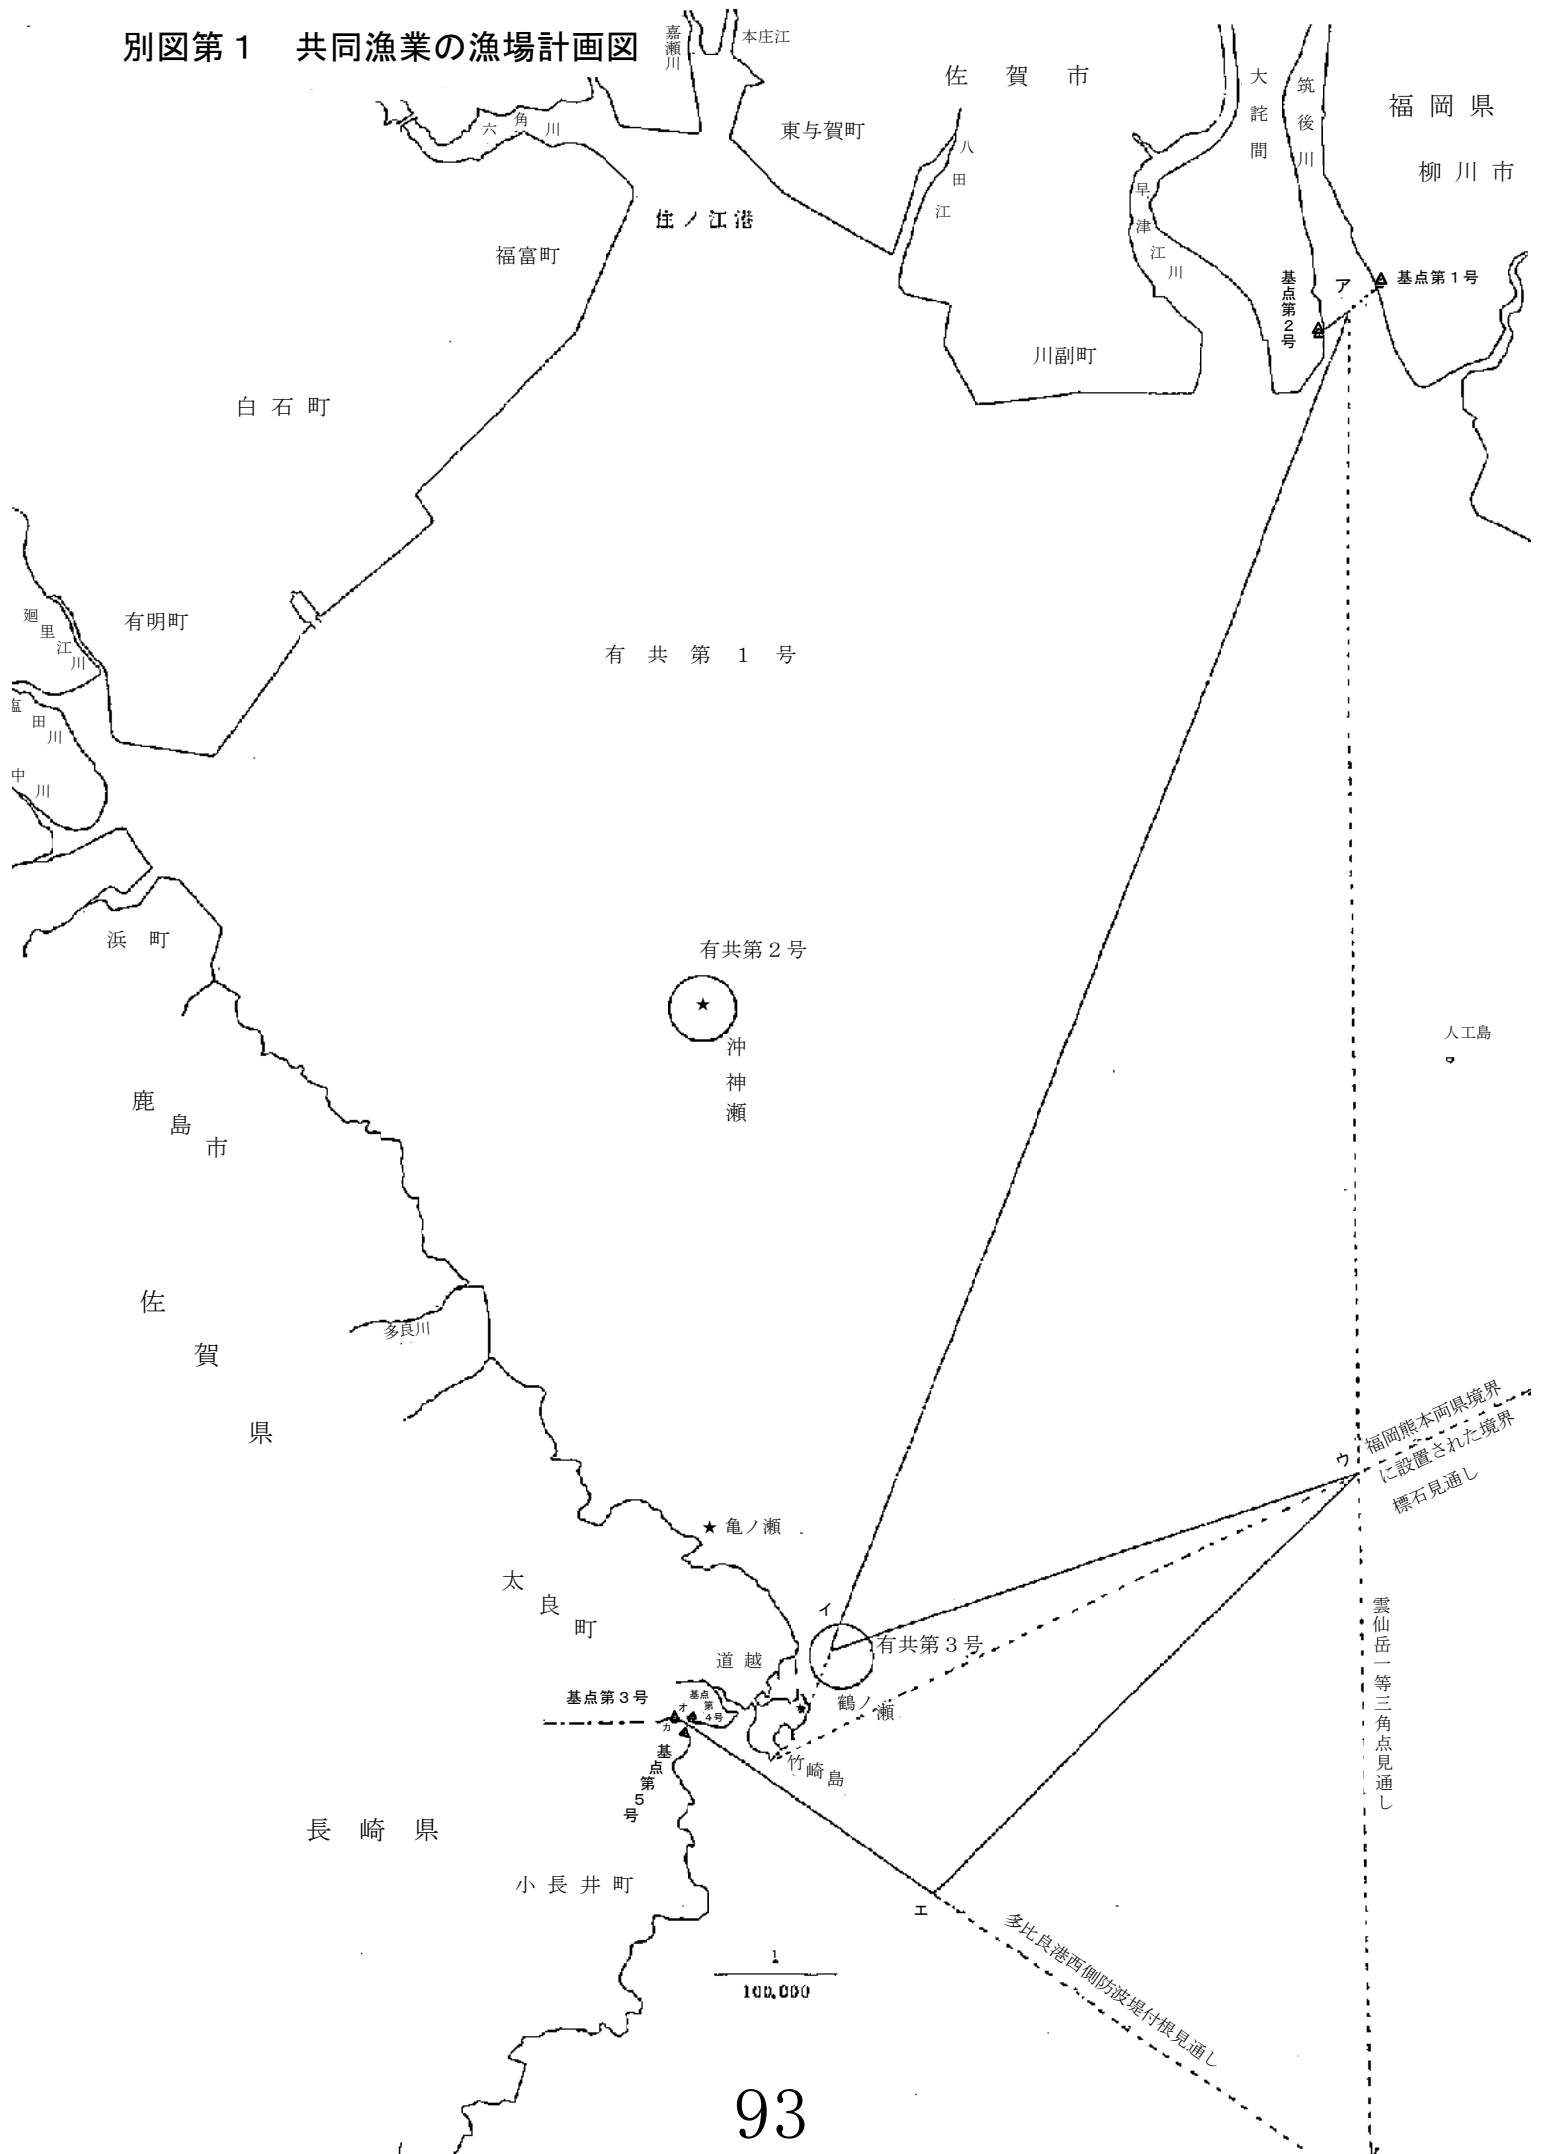 別図第1　共同漁業の漁場計画図
嘉瀬川
本庄江
佐賀市
大詫間
筑後川
福岡県
六角川
東与賀町
八田江
柳川市
早津江川
住ノ江港
福富町
基点第2号
ア
基点第1号
川副町
白石町
有明町
廻里江川
有共第1号
塩田川
中川
浜町
有共第2号
★
沖神瀬
人工島
鹿島市
多良川
佐賀県
福岡熊本両県境界
に設置された境界
標石見通し
ウ
★亀ノ瀬
太良町
イ
有共第3号
道越
雲仙岳一等三角点見通し
基点第3号
オ
カ
基点第4号
★
鶴ノ瀬
基点第5号
竹崎島
長崎県
小長井町
エ
多比良港西側防波堤付根見通し
1
100,000
93